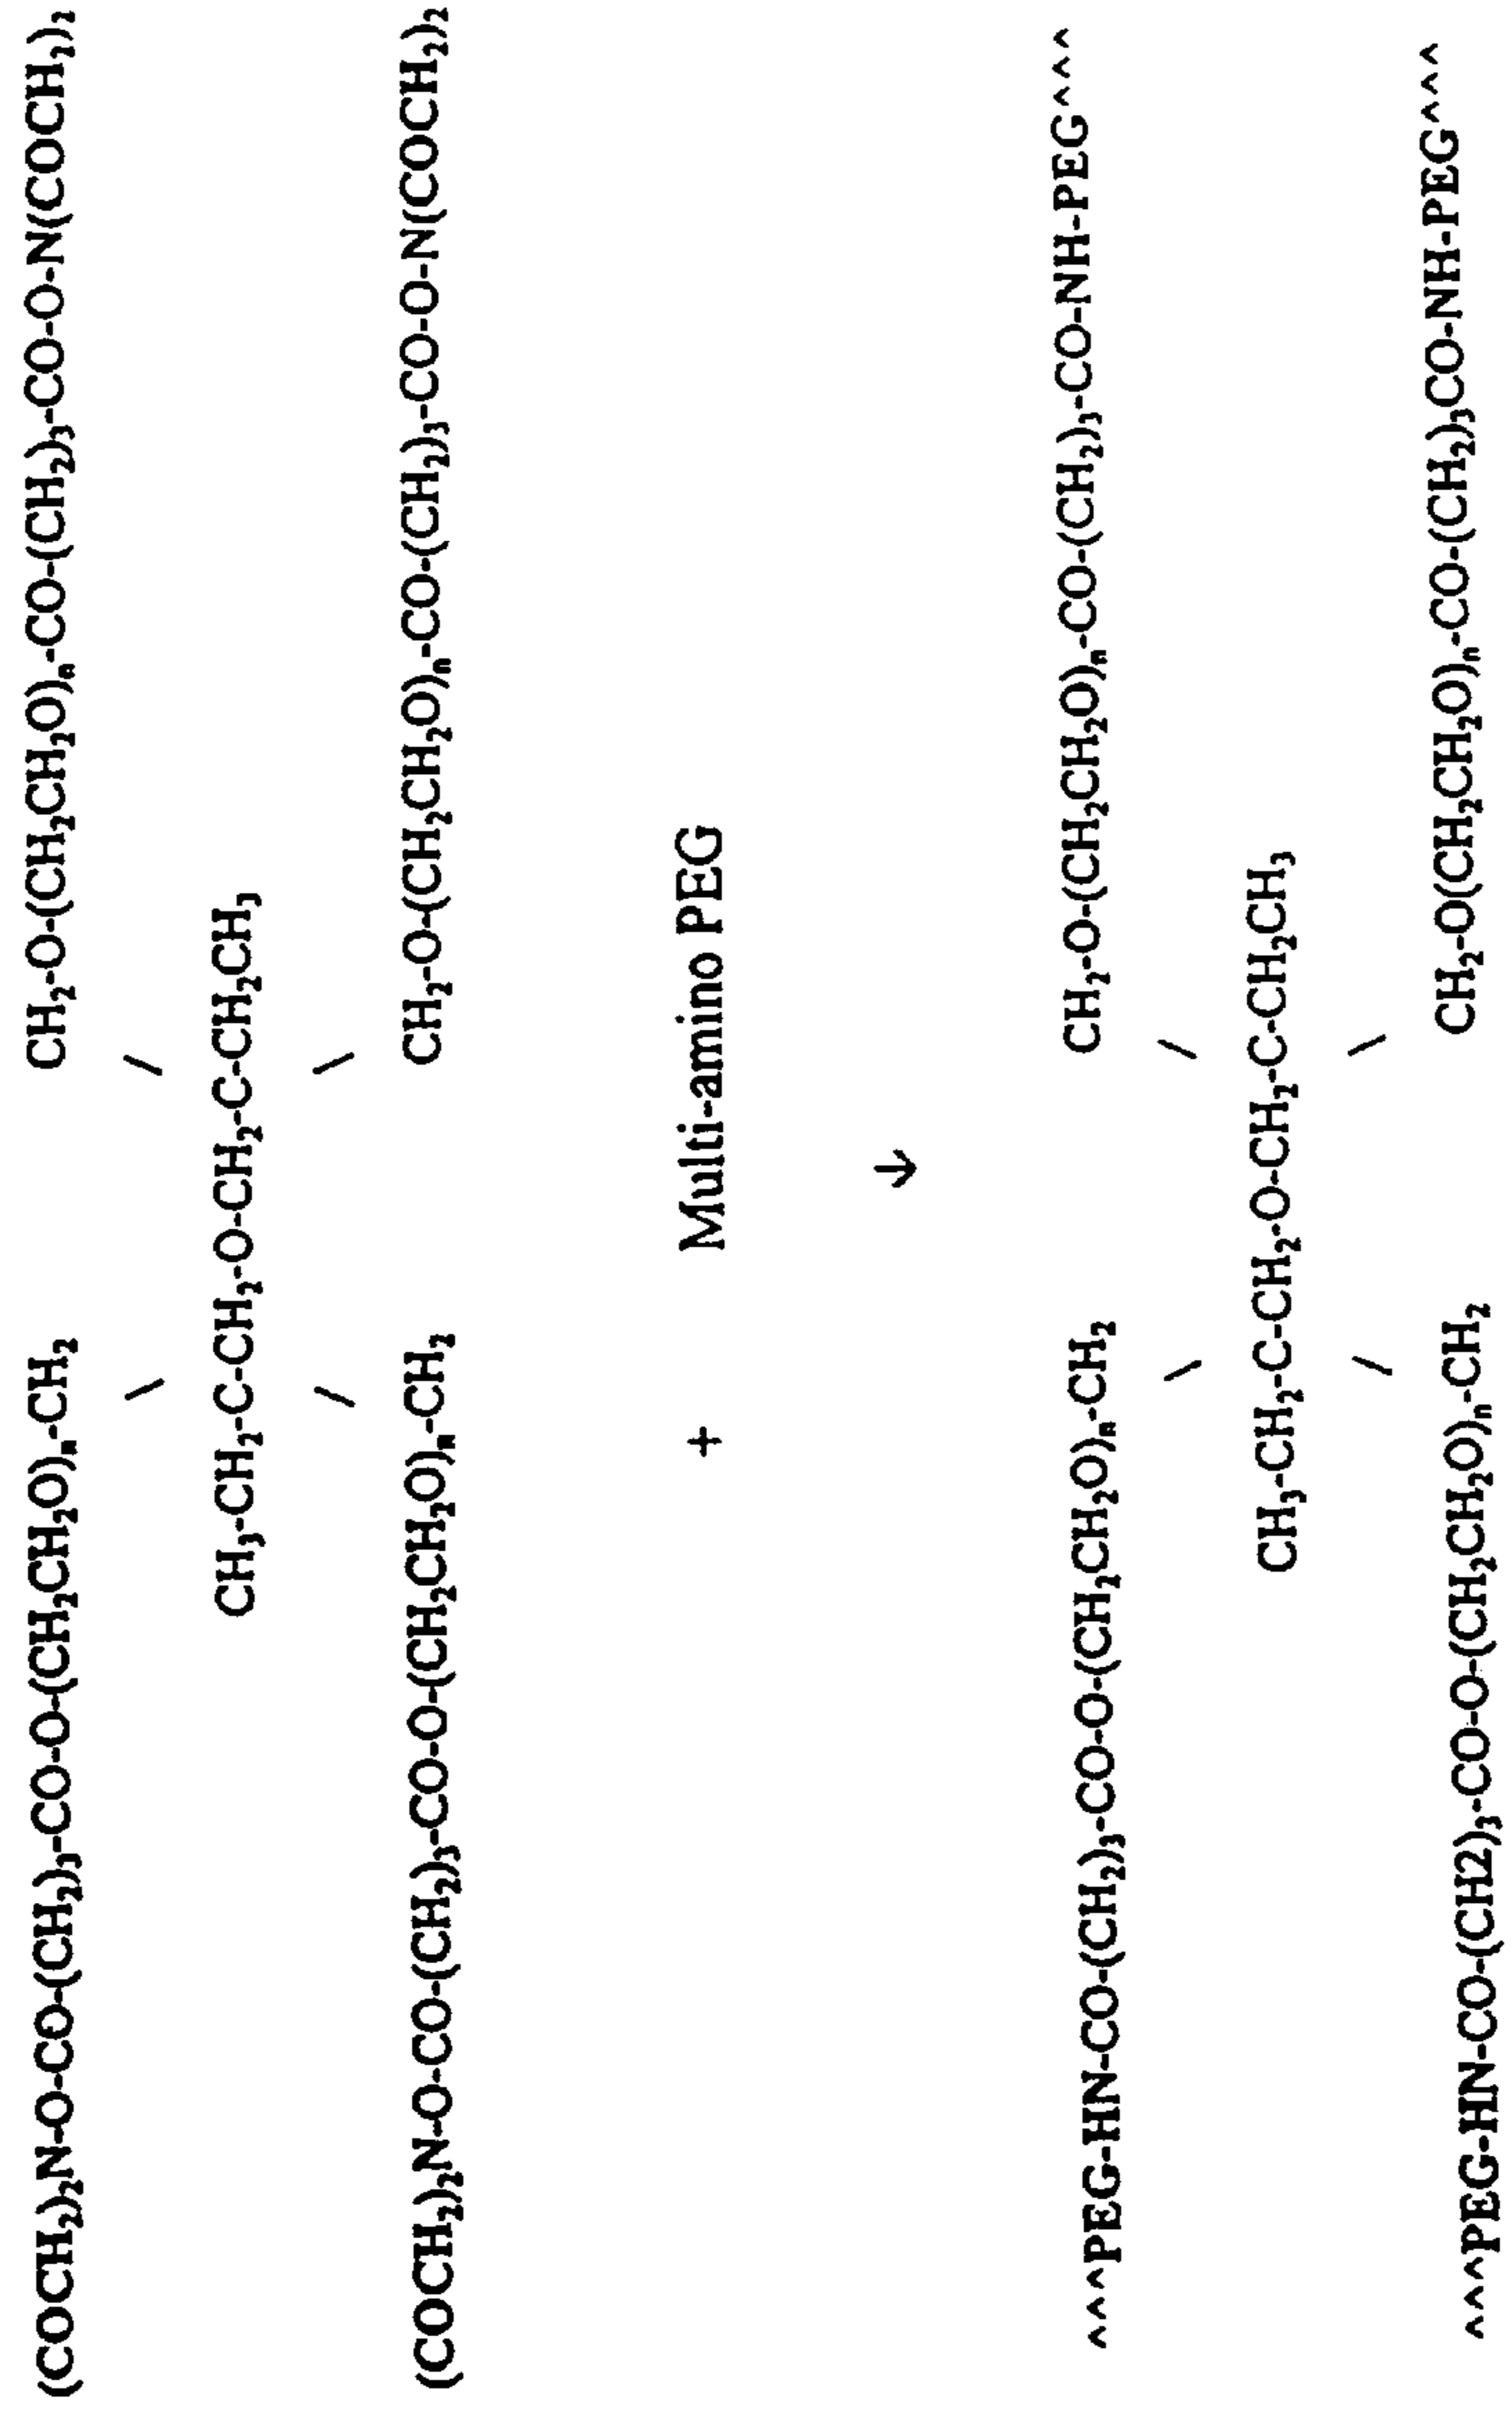 (COCH₂)₂N-O-CO-(CH₂)₃-CO-O-(CH₂CH₂O)ₙ-CH₂ CH₂-O-(CH₂CH₂O)ₙ-CO-(CH₂)₃-CO-O-N(COCH₂)₂
\ /
CH₃-CH₂-C-CH₂-O-CH₂-C-CH₂CH₃
/ \
(COCH₂)₂N-O-CO-(CH₂)₃-CO-O-(CH₂CH₂O)ₙ-CH₂ CH₂-O-(CH₂CH₂O)ₙ-CO-(CH₂)₃-CO-O-N(COCH₂)₂
+ Multi-amino PEG
↓
^^^PEG-HN-CO-(CH₂)₃-CO-O-(CH₂CH₂O)ₙ-CH₂ CH₂-O-(CH₂CH₂O)ₙ-CO-(CH₂)₃-CO-NH-PEG^^^
\ /
CH₃-CH₂-C-CH₂-O-CH₂-C-CH₂CH₃
/ \
^^^PEG-HN-CO-(CH2)₃-CO-O-(CH₂CH₂O)ₙ-CH₂ CH₂-O(CH₂CH₂O)ₙ-CO-(CH₂)₃CO-NH-PEG^^^